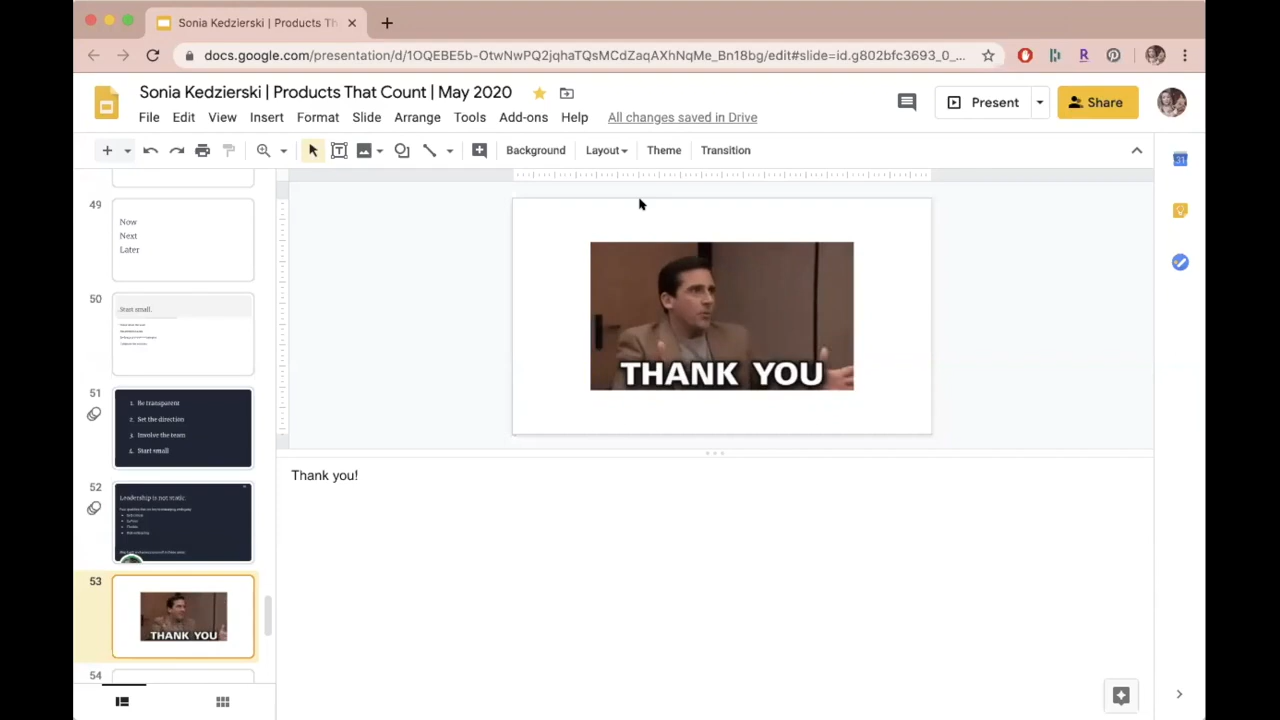 Sonia Kedzierski | Products Th
docs.google.com/presentation/d/1OQEBE5b-OtwNwPQ2jqhaTQsMCdZaqAXhNqMe_Bn18bg/edit#slide=id.g802bfc3693_0_...
Sonia Kedzierski | Products That Count | May 2020
Present
Share
File Edit View Insert Format Slide Arrange Tools Add-ons Help All changes saved in Drive
Background Layout Theme Transition
31
49
Now
Next
Later
50
Start small.
51
1. Be transparent
2. Set the direction
3. Involve the team
4. Start small
52
Leadership is not static
53
THANK YOU
54
THANK YOU
Thank you!